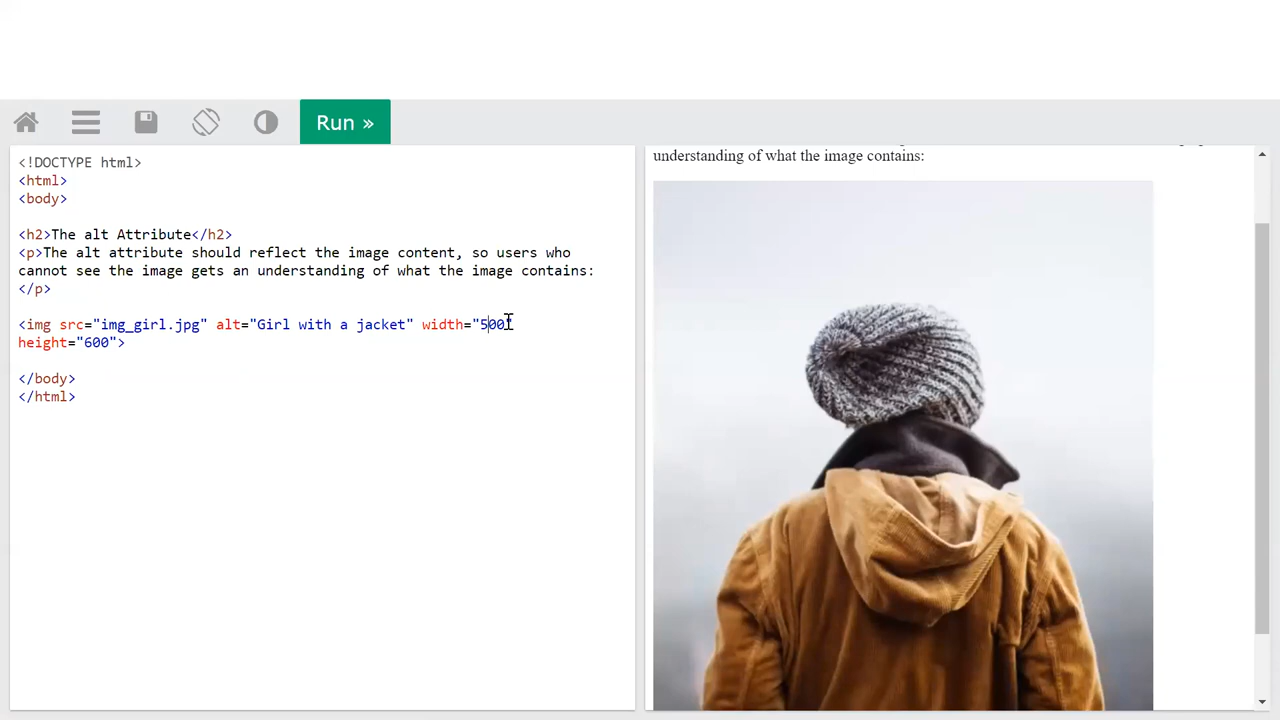 Run »
<!DOCTYPE html>
<html>
<body>
<h2>The alt Attribute</h2>
<p>The alt attribute should reflect the image content, so users who
cannot see the image gets an understanding of what the image contains:
</p>
<img src="img_girl.jpg" alt="Girl with a jacket" width="500"
height="600">
</body>
</html>
understanding of what the image contains: